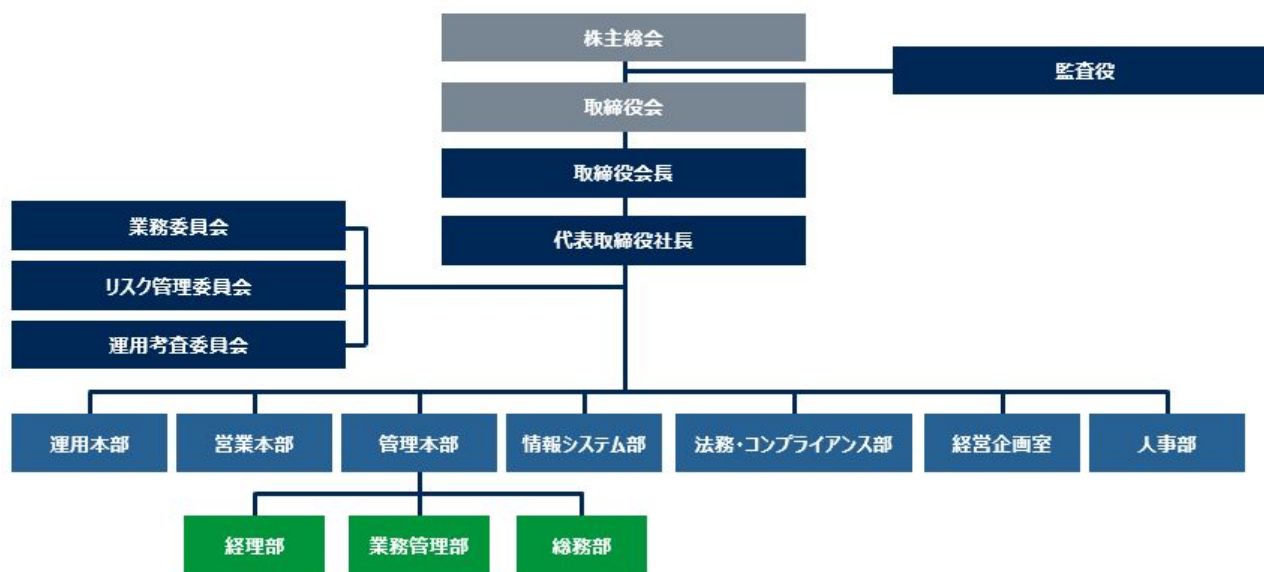 株主総会
監査役
取締役会
取締役会長
代表取締役社長
業務委員会
リスク管理委員会
運用考査委員会
運用本部
営業本部
管理本部
情報システム部
法務・コンプライアンス部
経営企画室
人事部
経理部
業務管理部
総務部